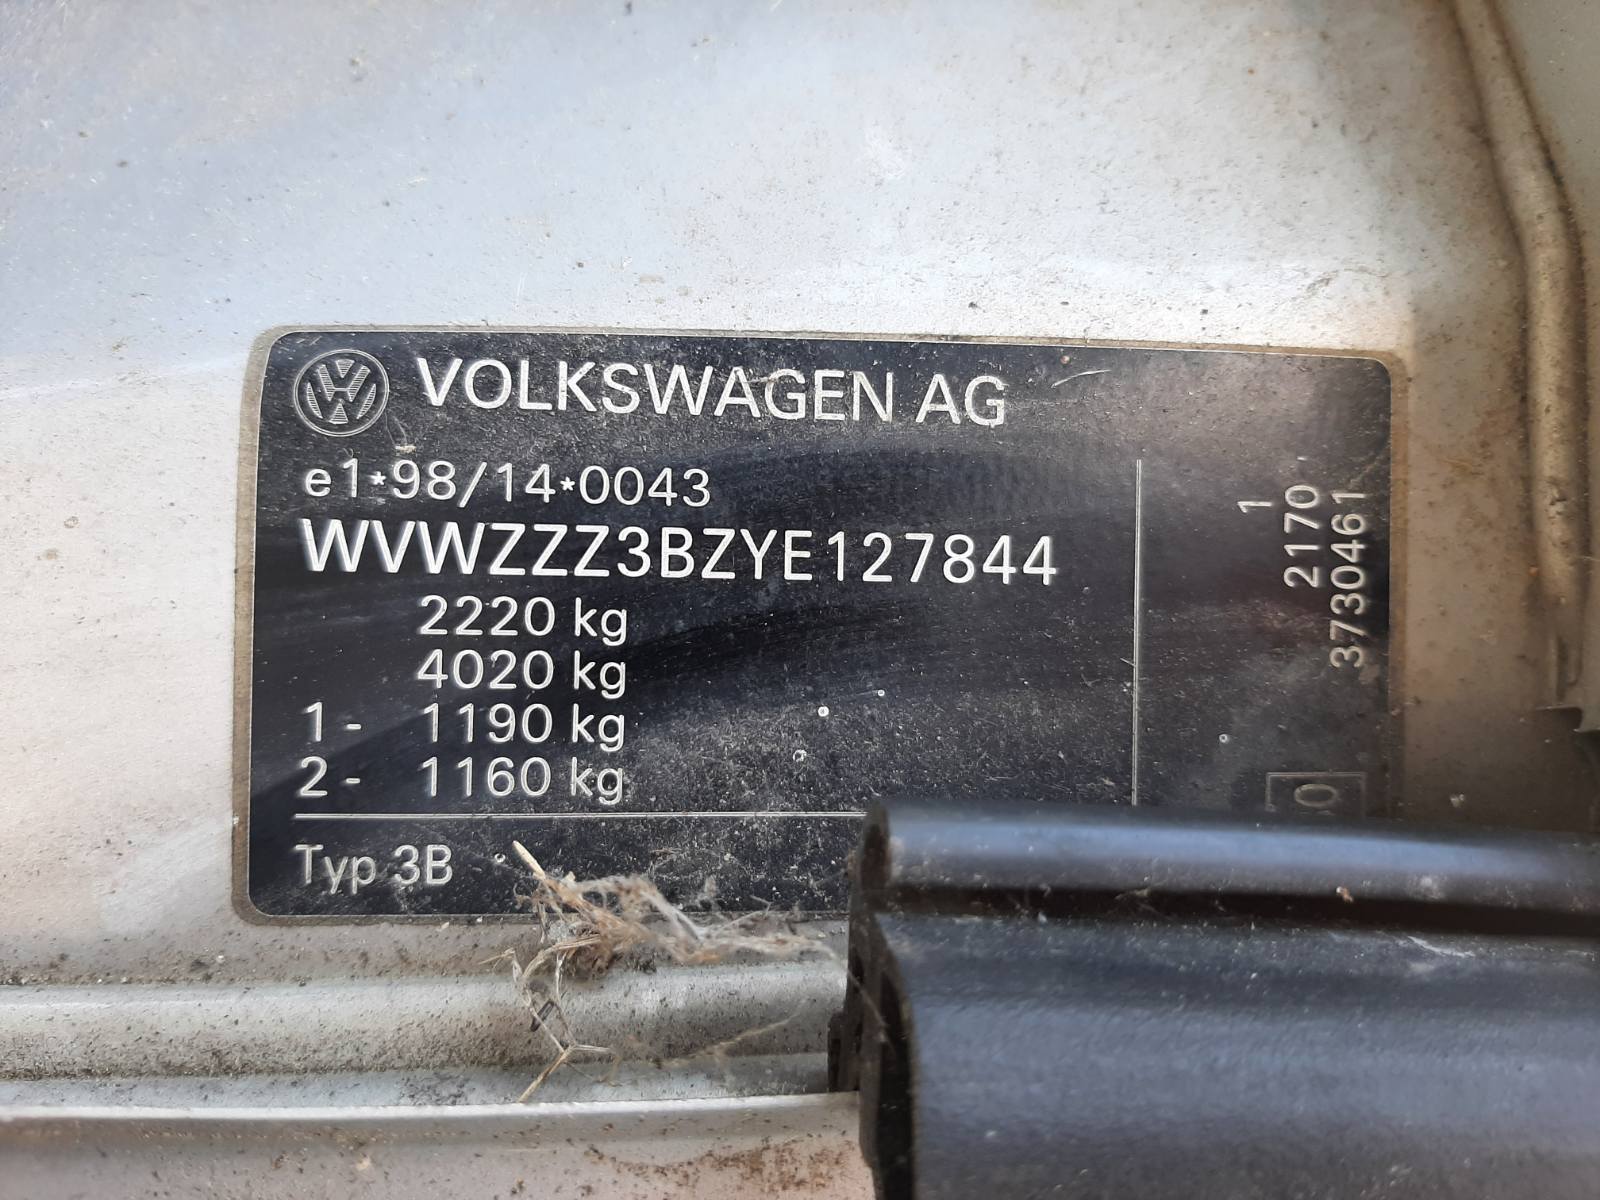 VOLKSWAGEN AG
e1*98/14*0043
WVWZZZ3BZYE127844
2220 kg
4020 kg
1- 1190 kg
2- 1160 kg
Typ 3B
1
2170
3730461